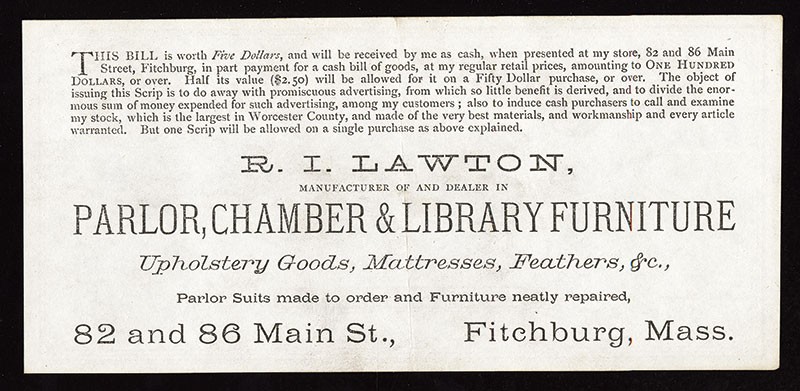 THIS BILL is worth Five Dollars, and will be received by me as cash, when presented at my store, 82 and 86 Main
Street, Fitchburg, in part payment for a cash bill of goods, at my regular retail prices, amounting to ONE HUNDRED
DOLLARS, or over. Half its value ($2.50) will be allowed for it on a Fifty Dollar purchase, or over. The object of
issuing this Scrip is to do away with promiscuous advertising, from which so little benefit is derived, and to divide the enor-
mous sum of money expended for such advertising, among my customers; also to induce cash purchasers to call and examine
my stock, which is the largest in Worcester County, and made of the very best materials, and workmanship and every article
warranted. But one Scrip will be allowed on a single purchase as above explained.
R. I. LAWTON,
MANUFACTURER OF AND DEALER IN
PARLOR, CHAMBER & LIBRARY FURNITURE
Upholstery Goods, Mattresses, Feathers, &c.,
Parlor Suits made to order and Furniture neatly repaired,
82 and 86 Main St., Fitchburg, Mass.